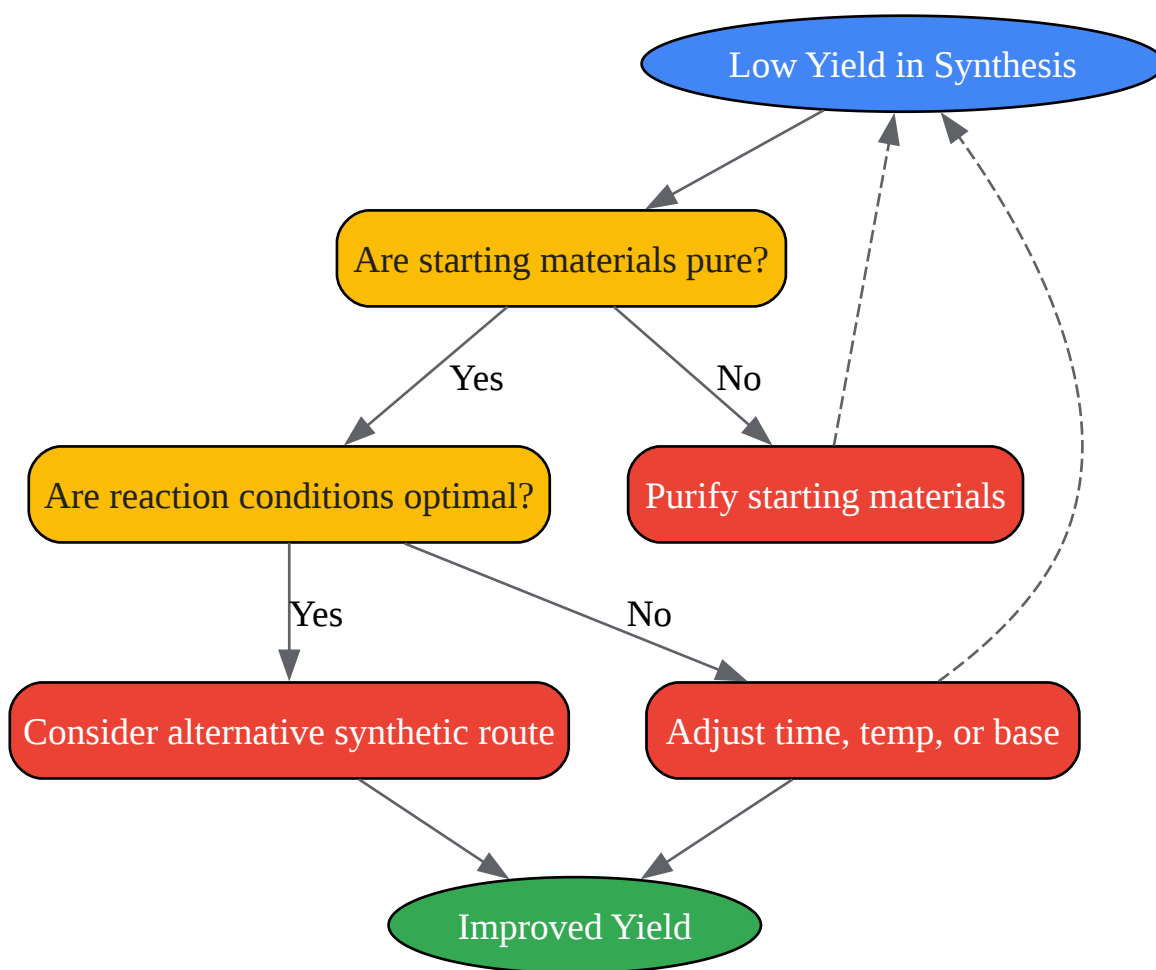 Low Yield in Synthesis
Are starting materials pure?
Yes
No
Are reaction conditions optimal?
Purify starting materials
Yes
No
Consider alternative synthetic route
Adjust time, temp, or base
Improved Yield